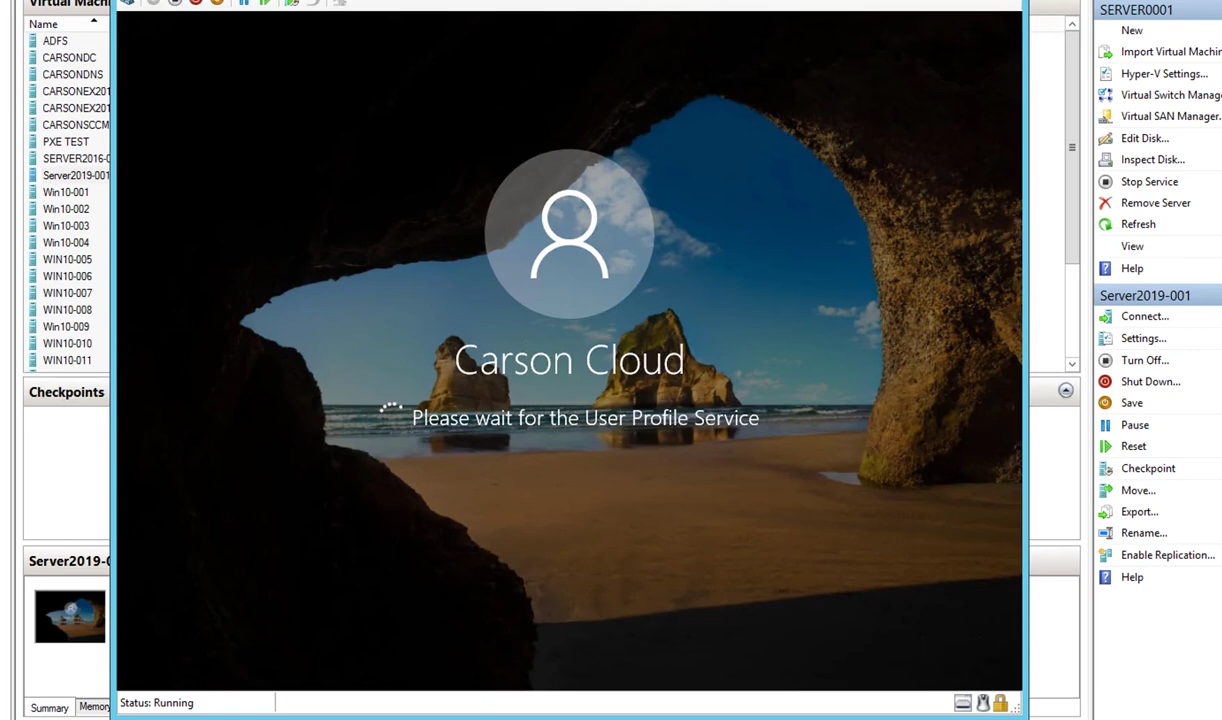 Virtual Machi
Name
ADFS
CARSONDC
CARSONDNS
CARSONEX201
CARSONEX201
CARSONSCCM
PXE TEST
SERVER2016-0
Server2019-001
Win10-001
Win10-002
Win10-003
Win10-004
WIN10-005
WIN10-006
WIN10-007
WIN10-008
Win10-009
WIN10-010
WIN10-011
Checkpoints
Server2019-0
Summary
Memory
Carson Cloud
Please wait for the User Profile Service
Status: Running
SERVER0001
New
Import Virtual Machin
Hyper-V Settings...
Virtual Switch Manage
Virtual SAN Manager.
Edit Disk...
Inspect Disk...
Stop Service
Remove Server
Refresh
View
Help
Server2019-001
Connect...
Settings...
Turn Off...
Shut Down...
Save
Pause
Reset
Checkpoint
Move...
Export...
Rename...
Enable Replication...
Help